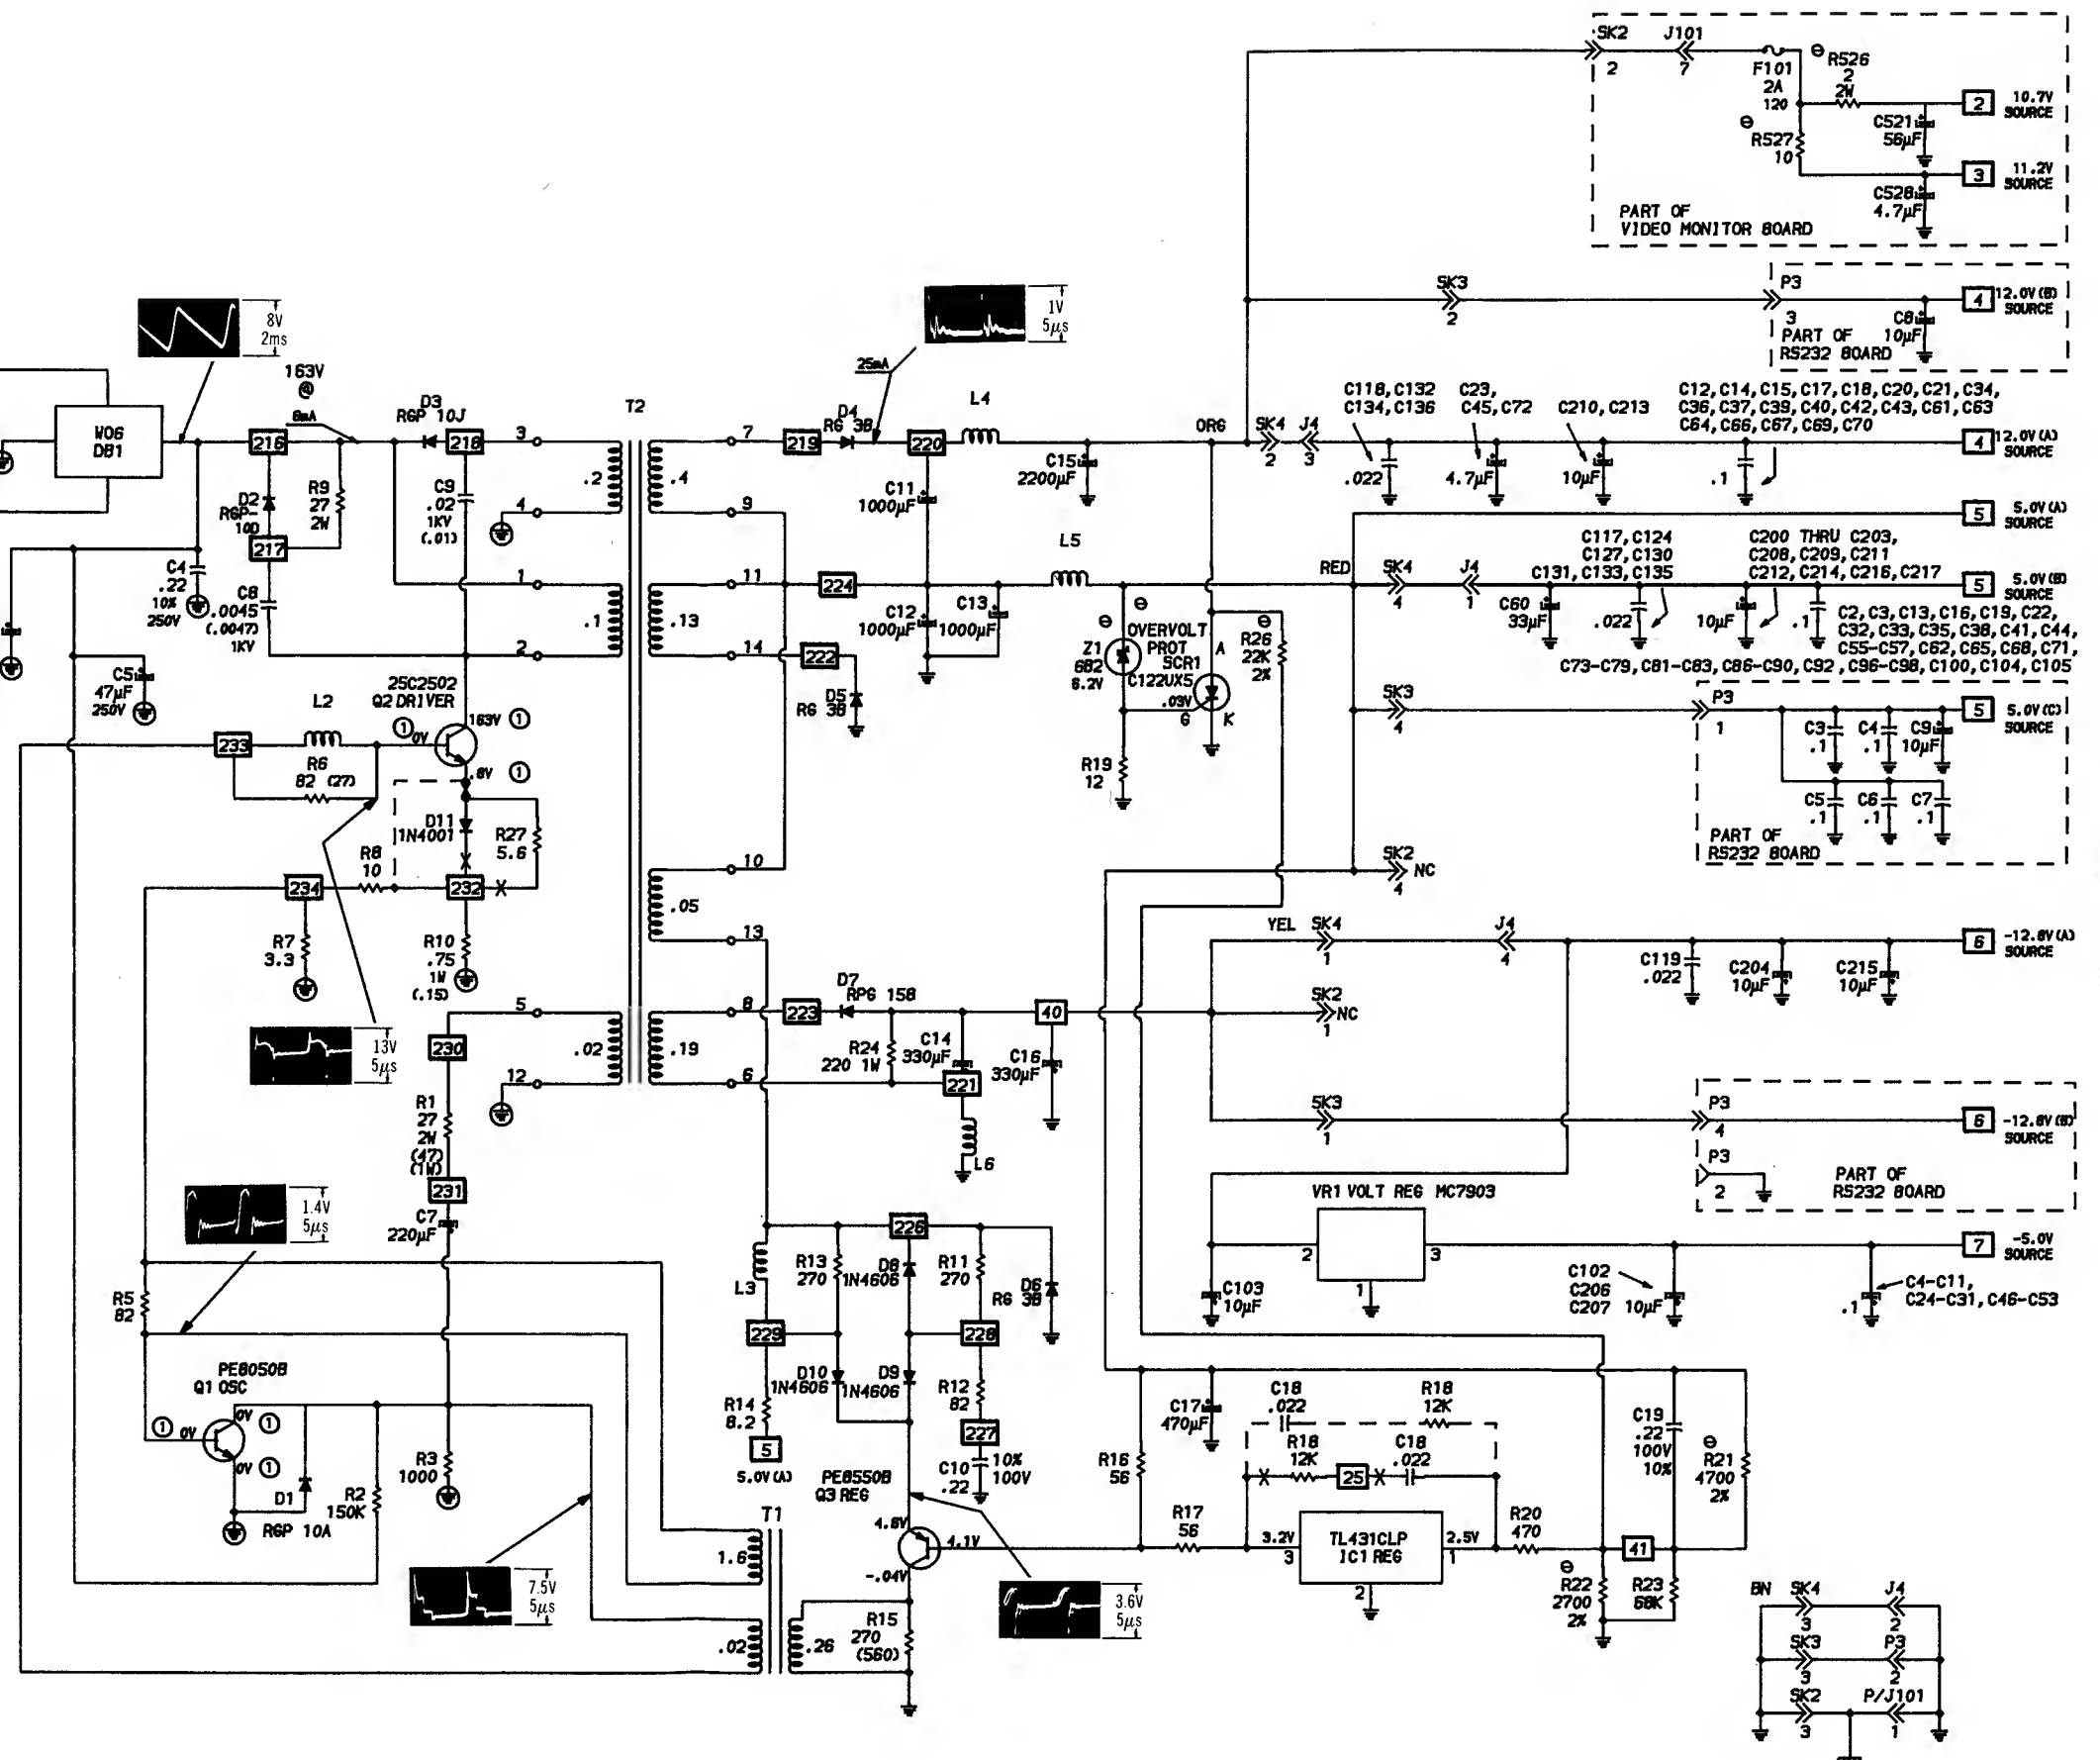 SK2
J101
2
7
F101
2A
120
⊖
R526
2
2W
⊖
R527
10
C521
56µF
2
10.7V
SOURCE
C528
4.7µF
3
11.2V
SOURCE
PART OF
VIDEO MONITOR BOARD
SK3
2
P3
3
C8
10µF
4
12.0V(B)
SOURCE
PART OF
RS232 BOARD
8V
2ms
163V
@
8mA
1V
5µs
25mA
W06
DB1
216
D3
RGP 10J
218
3
T2
7
219
D4
RG 3B
220
L4
C15
2200µF
ORG
SK4
2
J4
3
C118, C132
C134, C136
.022
C23,
C45, C72
4.7µF
C210, C213
10µF
C12, C14, C15, C17, C18, C20, C21, C34,
C36, C37, C39, C40, C42, C43, C61, C63
C64, C66, C67, C69, C70
.1
4
12.0V(A)
SOURCE
D2
RGP-
10D
217
R9
27
2W
C9
.02
1KV
(.01)
.2
4
.4
9
C11
1000µF
5
5.0V(A)
SOURCE
C4
.22
10%
250V
C8
.0045
(.0047)
1KV
1
.1
2
11
.13
14
224
222
D5
RG 3B
C12
1000µF
C13
1000µF
L5
RED
SK4
4
J4
1
C60
33µF
C117, C124
C127, C130
C131, C133, C135
.022
C200 THRU C203,
C208, C209, C211
C212, C214, C216, C217
10µF
.1
5
5.0V(B)
SOURCE
C2, C3, C13, C16, C19, C22,
C32, C33, C35, C38, C41, C44,
C55-C57, C62, C65, C68, C71,
C73-C79, C81-C83, C86-C90, C92, C96-C98, C100, C104, C105
⊖
⊖
⊖
Z1
6B2
6.2V
OVERVOLT
PROT
SCR1
C122UX5
.03V
A
G
K
R26
22K
2%
R19
12
C5
47µF
250V
25C2502
Q2 DRIVER
163V ①
① 0V
.8V ①
233
L2
R6
82 (27)
D11
1N4001
R27
5.6
R8
10
234
232
R7
3.3
R10
.75
1W
(.15)
SK3
4
P3
1
C3
.1
C4
.1
C9
10µF
C5
.1
C6
.1
C7
.1
5
5.0V(C)
SOURCE
PART OF
RS232 BOARD
SK2
4
NC
10
.05
13
YEL
SK4
1
J4
4
C119
.022
C204
10µF
C215
10µF
6
-12.8V(A)
SOURCE
13V
5µs
5
.02
12
230
8
.19
6
223
D7
RPG 15B
R24
220 1W
C14
330µF
221
L6
40
C16
330µF
SK2
NC
1
SK3
1
P3
4
P3
2
6
-12.8V(B)
SOURCE
PART OF
RS232 BOARD
R1
27
2W
(47)
(1W)
231
C7
220µF
1.4V
5µs
R5
82
VR1 VOLT REG MC7903
2
3
1
C103
10µF
C102
C206
C207
10µF
C4-C11,
C24-C31, C46-C53
.1
7
-5.0V
SOURCE
L3
R13
270
226
D8
1N4606
R11
270
D6
RG 3B
229
228
D10
1N4606
D9
1N4606
R12
82
R14
8.2
5
5.0V(A)
227
C10
.22
10%
100V
PE8050B
Q1 OSC
① 0V
0V ①
0V ①
D1
RGP 10A
R2
150K
R3
1000
7.5V
5µs
T1
1.6
.02
.26
PE8550B
Q3 REG
4.8V
4.1V
-.04V
R15
270
(560)
3.6V
5µs
R16
56
R17
56
C17
470µF
C18
.022
R18
12K
R18
12K
25
C18
.022
3.2V
3
TL431CLP
IC1 REG
2.5V
1
2
R20
470
41
C19
.22
100V
10%
⊖
R21
4700
2%
⊖
R22
2700
2%
R23
68K
BN
SK4
3
J4
2
SK3
3
P3
2
SK2
3
P/J101
1